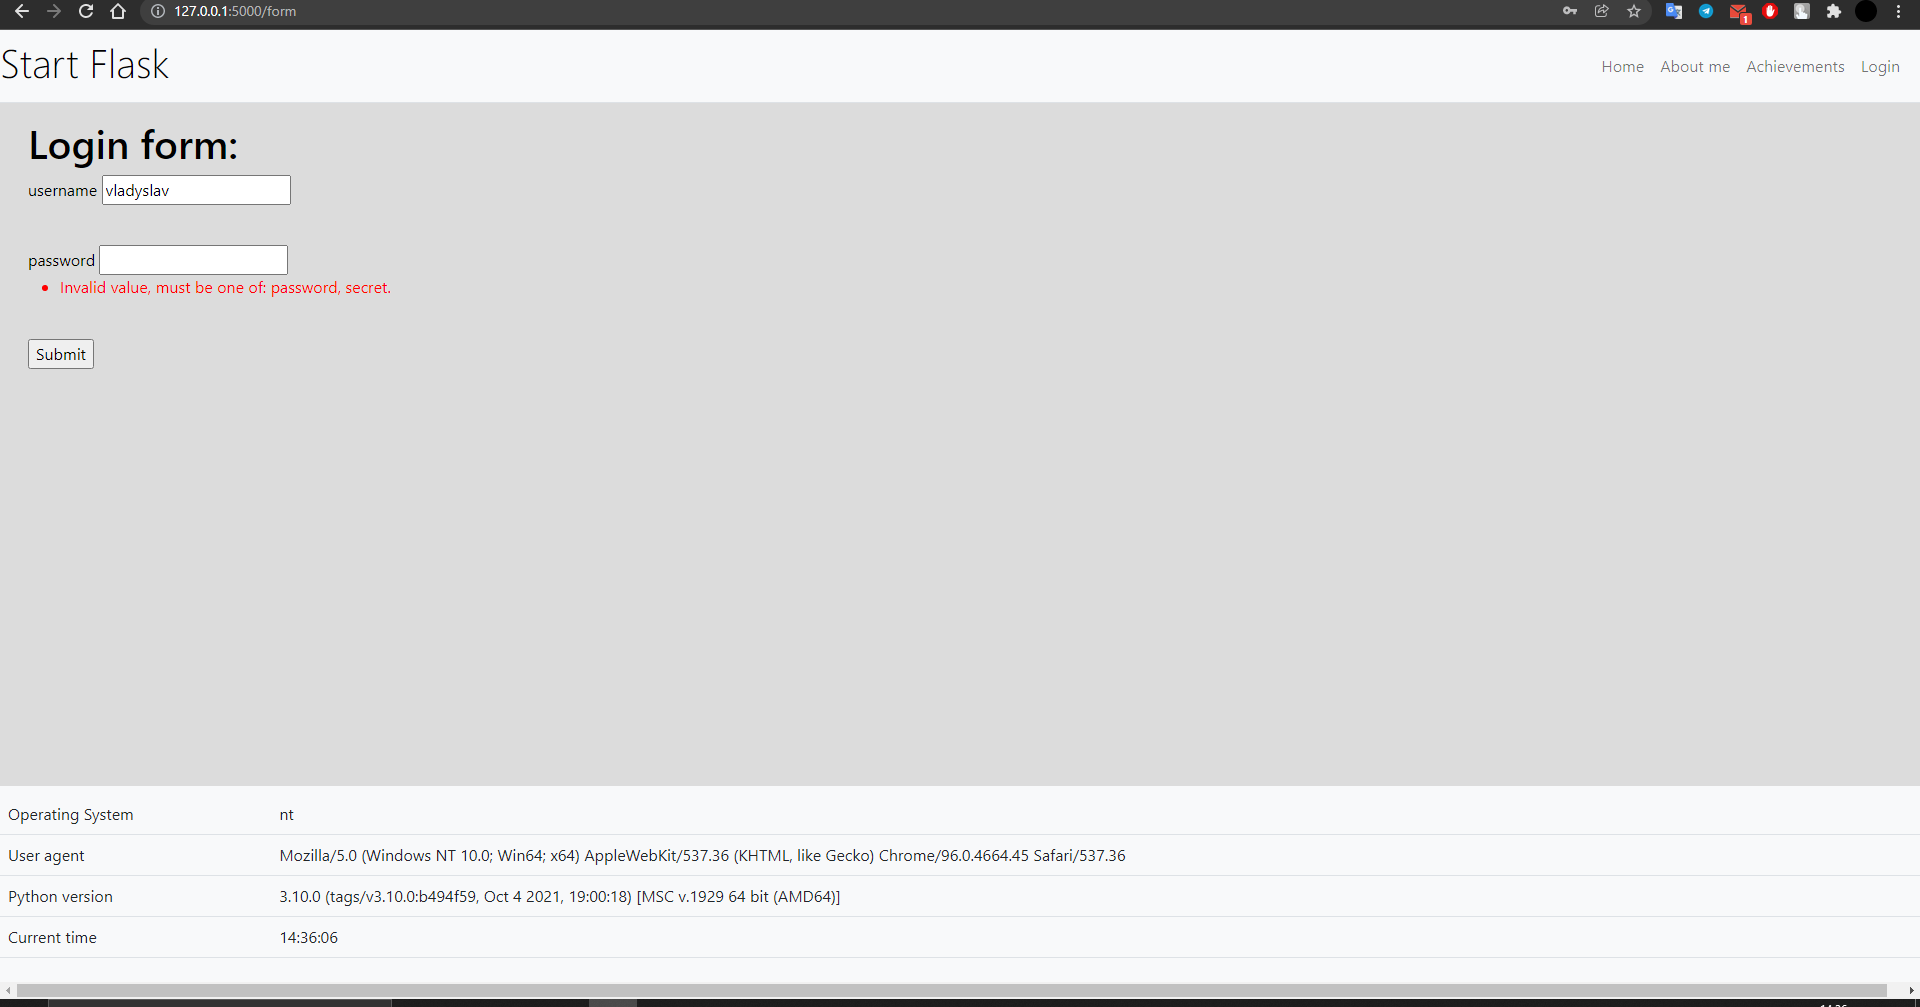 127.0.0.1:5000/form
1
Start Flask
Home About me Achievements Login
Login form:
username vladyslav
password
Invalid value, must be one of: password, secret.
Submit
Operating System nt
User agent Mozilla/5.0 (Windows NT 10.0; Win64; x64) AppleWebKit/537.36 (KHTML, like Gecko) Chrome/96.0.4664.45 Safari/537.36
Python version 3.10.0 (tags/v3.10.0:b494f59, Oct 4 2021, 19:00:18) [MSC v.1929 64 bit (AMD64)]
Current time 14:36:06